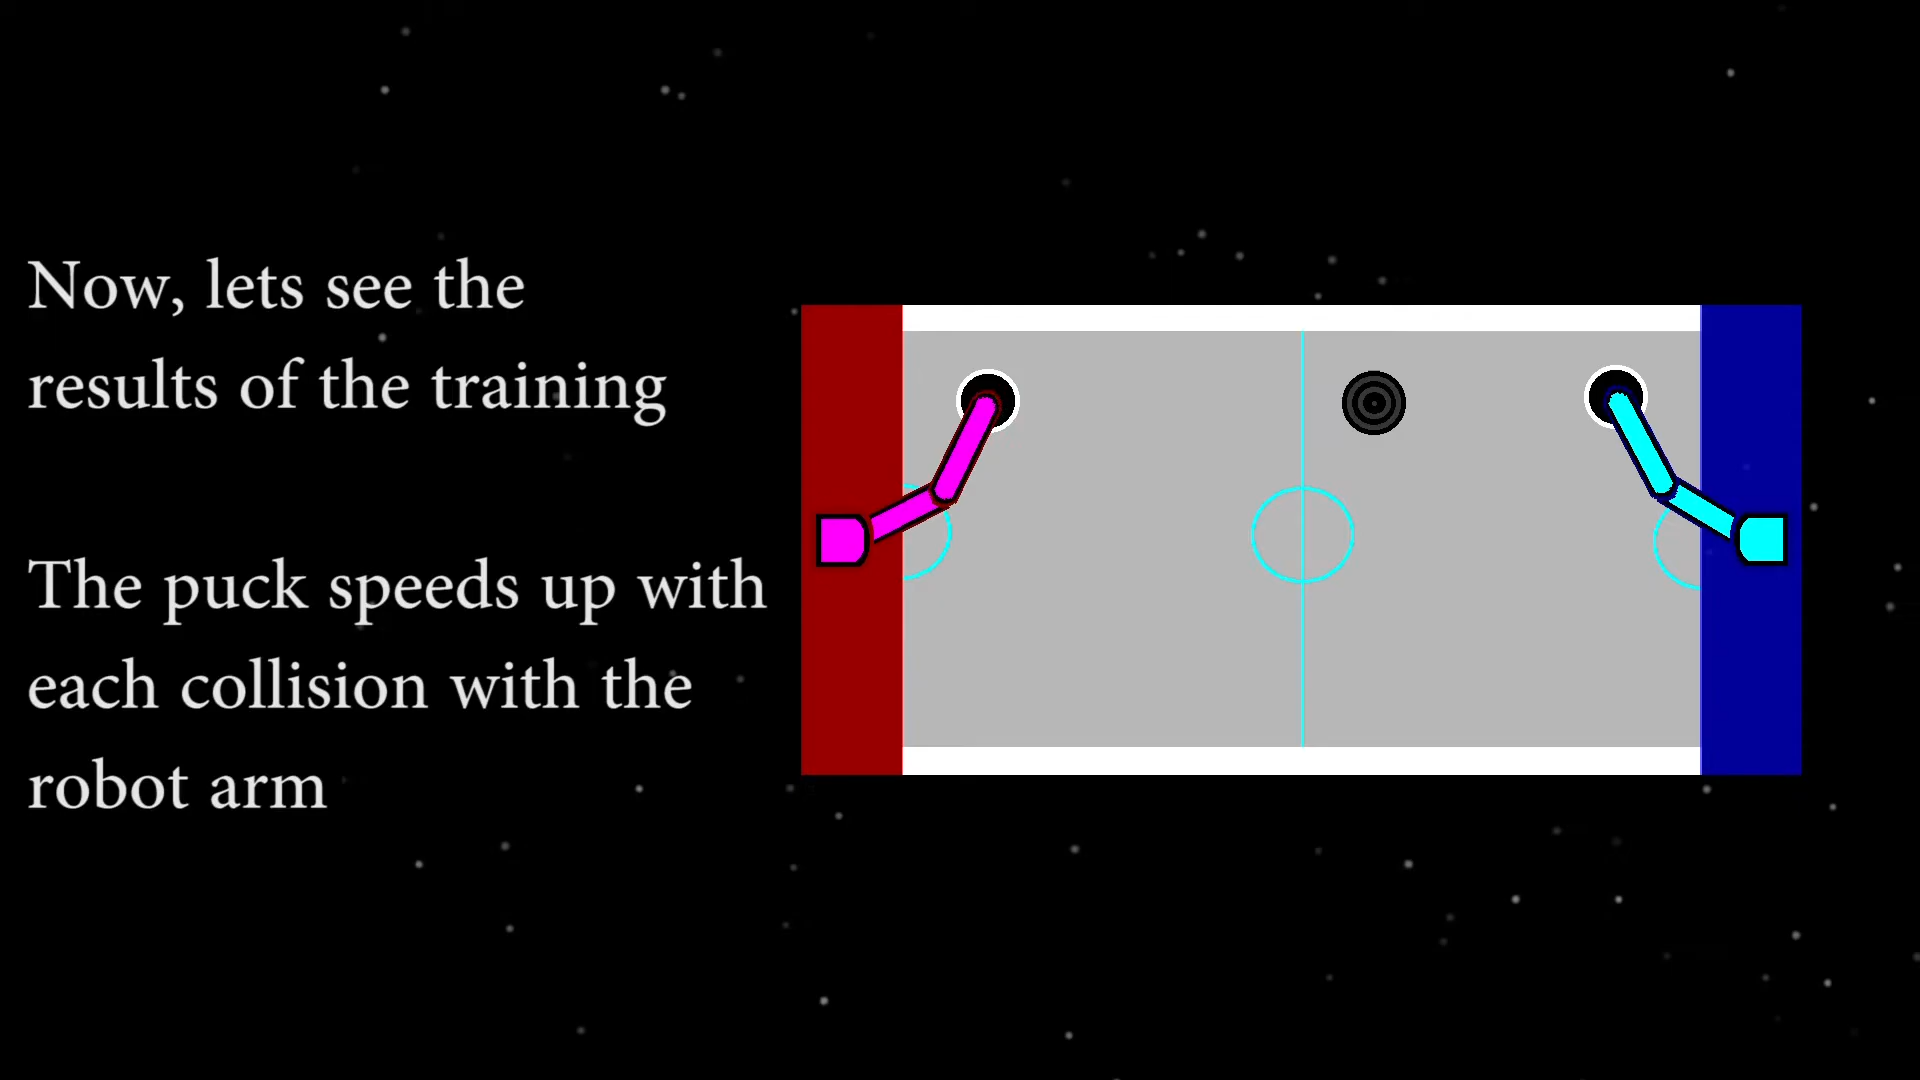 Now, lets see the
results of the training
The puck speeds up with
each collision with the
robot arm